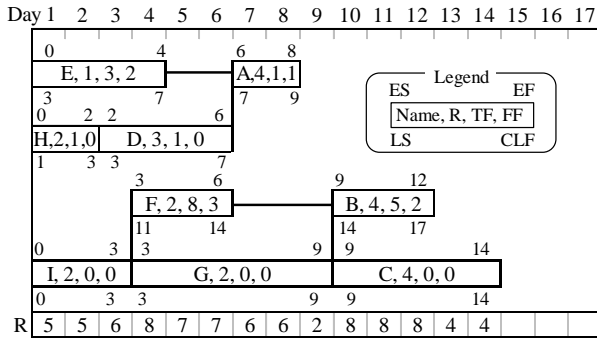 Day 1 2 3 4 5 6 7 8 9 10 11 12 13 14 15 16 17
0 4 6 8
E, 1, 3, 2 A,4,1,1
3 7 7 9
Legend
ES EF
Name, R, TF, FF
LS CLF
0 2 2 6
H,2,1,0 D, 3, 1, 0
1 3 3 7
3 6 9 12
F, 2, 8, 3 B, 4, 5, 2
11 14 14 17
0 3 3 9 9 14
I, 2, 0, 0 G, 2, 0, 0 C, 4, 0, 0
0 3 3 9 9 14
R 5 5 6 8 7 7 6 6 2 8 8 8 4 4